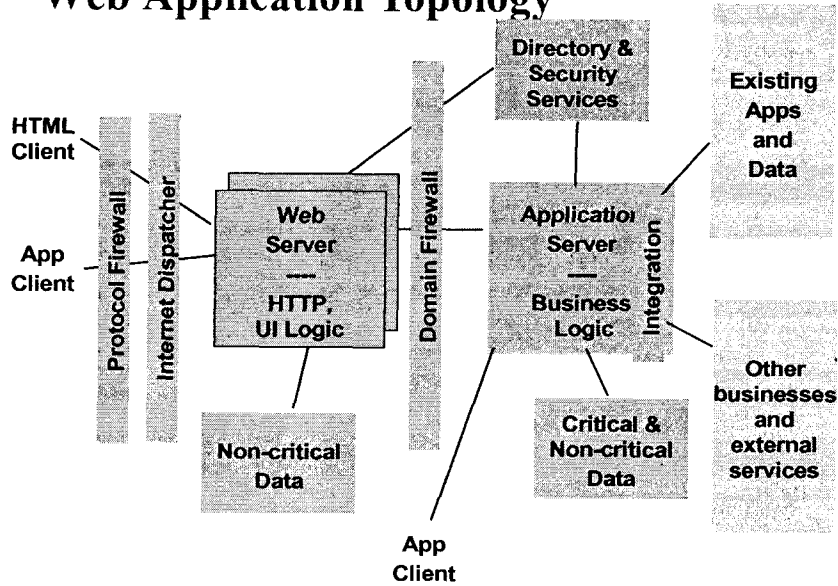 Web Application Topology
HTML
Client
App
Client
Protocol Firewall
Internet Dispatcher
Web
Server
----
HTTP,
UI Logic
Non-critical
Data
Domain Firewall
Directory &
Security
Services
Application
Server
Business
Logic
Integration
Critical &
Non-critical
Data
App
Client
Existing
Apps
and
Data
Other
businesses
and
external
services